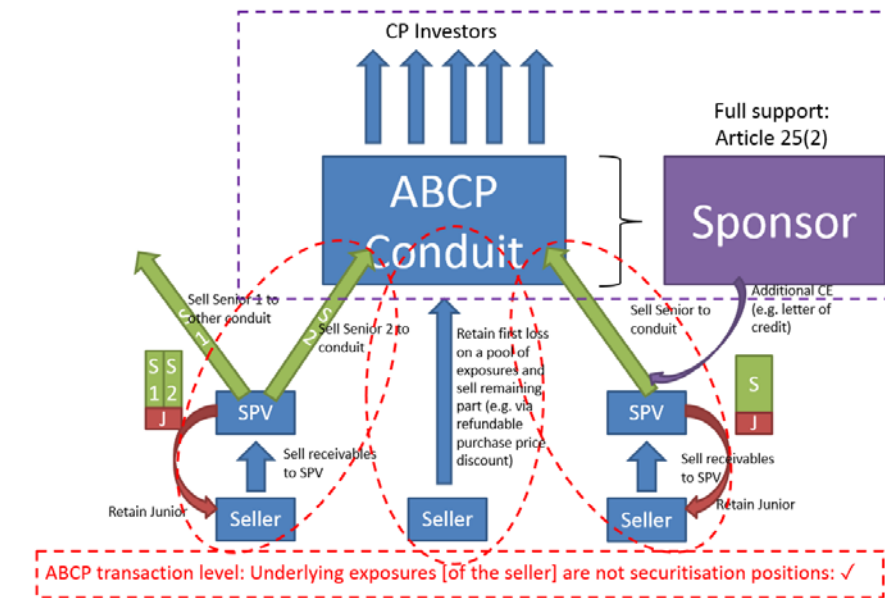 CP Investors
Full support:
Article 25(2)
ABCP
Conduit
Sponsor
Additional CE
(e.g. letter of
credit)
Sell Senior 1 to
other conduit
S 1
Sell Senior 2 to
conduit
S 2
Retain first loss
on a pool of
exposures and
sell remaining
part (e.g. via
refundable
purchase price
discount)
Sell Senior to
conduit
S S
1 2
J
SPV
SPV
S
J
Sell receivables
to SPV
Sell receivables
to SPV
Retain Junior
Seller
Seller
Seller
Retain Junior
ABCP transaction level: Underlying exposures [of the seller] are not securitisation positions: ✓